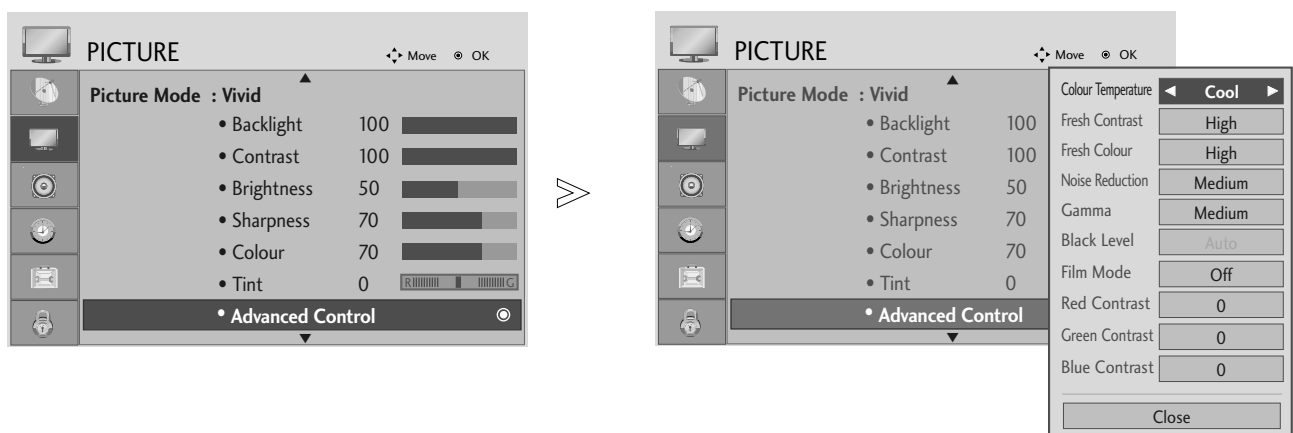 PICTURE
Move OK
Picture Mode : Vivid
• Backlight 100
• Contrast 100
• Brightness 50
• Sharpness 70
• Colour 70
• Tint 0 R G
• Advanced Control
PICTURE
Move OK
Picture Mode : Vivid
• Backlight 100
• Contrast 100
• Brightness 50
• Sharpness 70
• Colour 70
• Tint 0
• Advanced Control
Colour Temperature Cool
Fresh Contrast High
Fresh Colour High
Noise Reduction Medium
Gamma Medium
Black Level Auto
Film Mode Off
Red Contrast 0
Green Contrast 0
Blue Contrast 0
Close